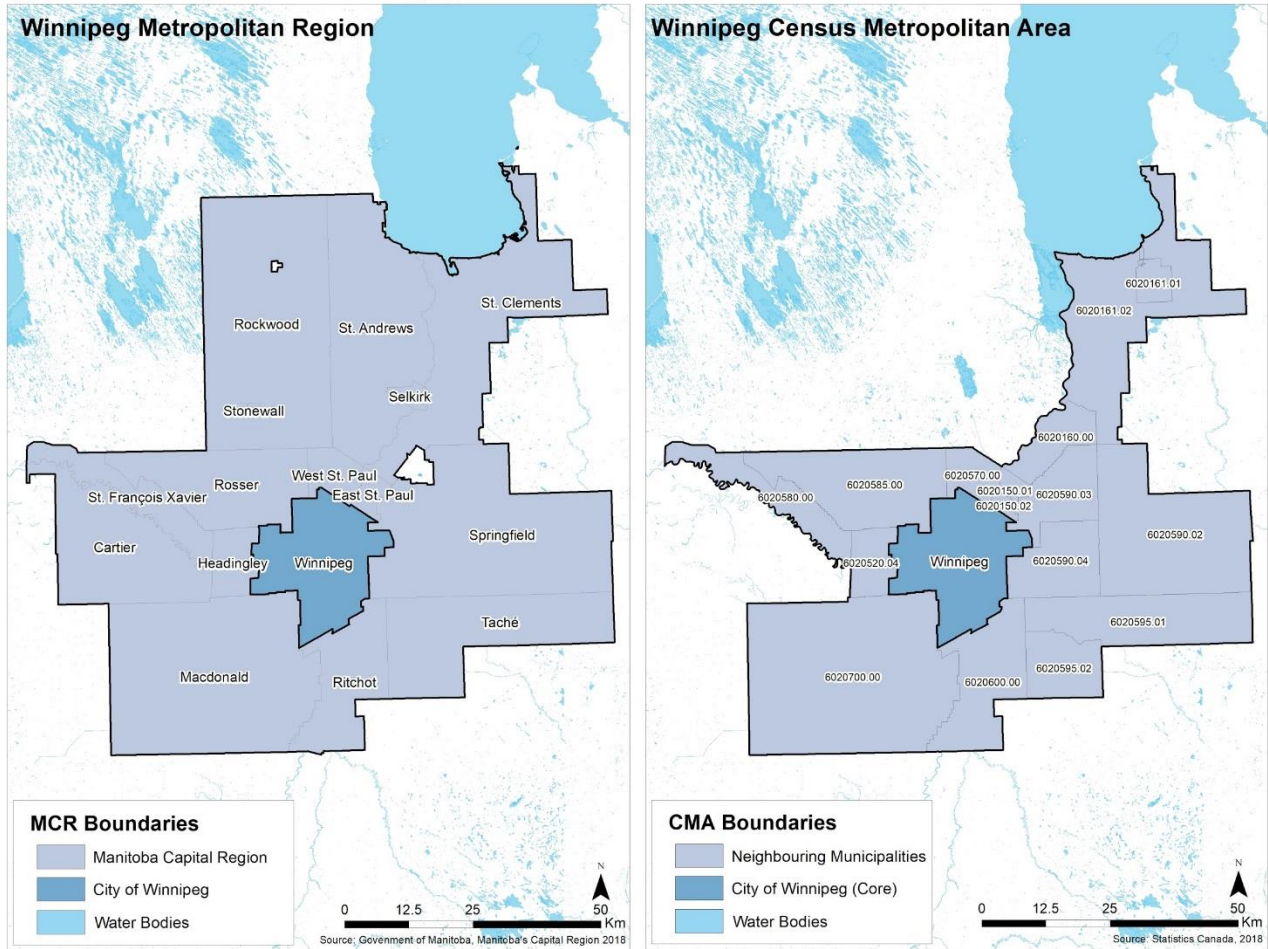 Winnipeg Metropolitan Region
St. Clements
Rockwood
St. Andrews
Selkirk
Stonewall
West St. Paul
Rosser
St. François Xavier
East St. Paul
Springfield
Cartier
Headingley
Winnipeg
Taché
Macdonald
Ritchot
MCR Boundaries
Manitoba Capital Region
City of Winnipeg
Water Bodies
N
0 12.5 25 50
Km
Source: Govenment of Manitoba, Manitoba's Capital Region 2018
Winnipeg Census Metropolitan Area
6020161.01
6020161.02
6020160.00
6020570.00
6020585.00
6020150.01
6020590.03
6020580.00
6020150.02
6020590.02
6020520.04
Winnipeg
6020590.04
6020595.01
6020595.02
6020700.00
6020600.00
CMA Boundaries
Neighbouring Municipalities
City of Winnipeg (Core)
Water Bodies
N
0 12.5 25 50
Km
Source: Statistics Canada, 2018